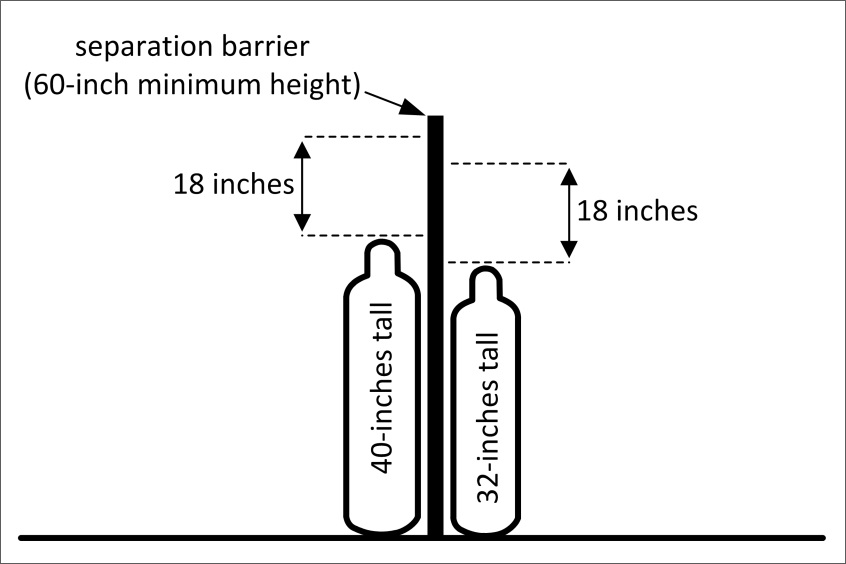 separation barrier
(60-inch minimum height)
18 inches
18 inches
40-inches tall
32-inches tall